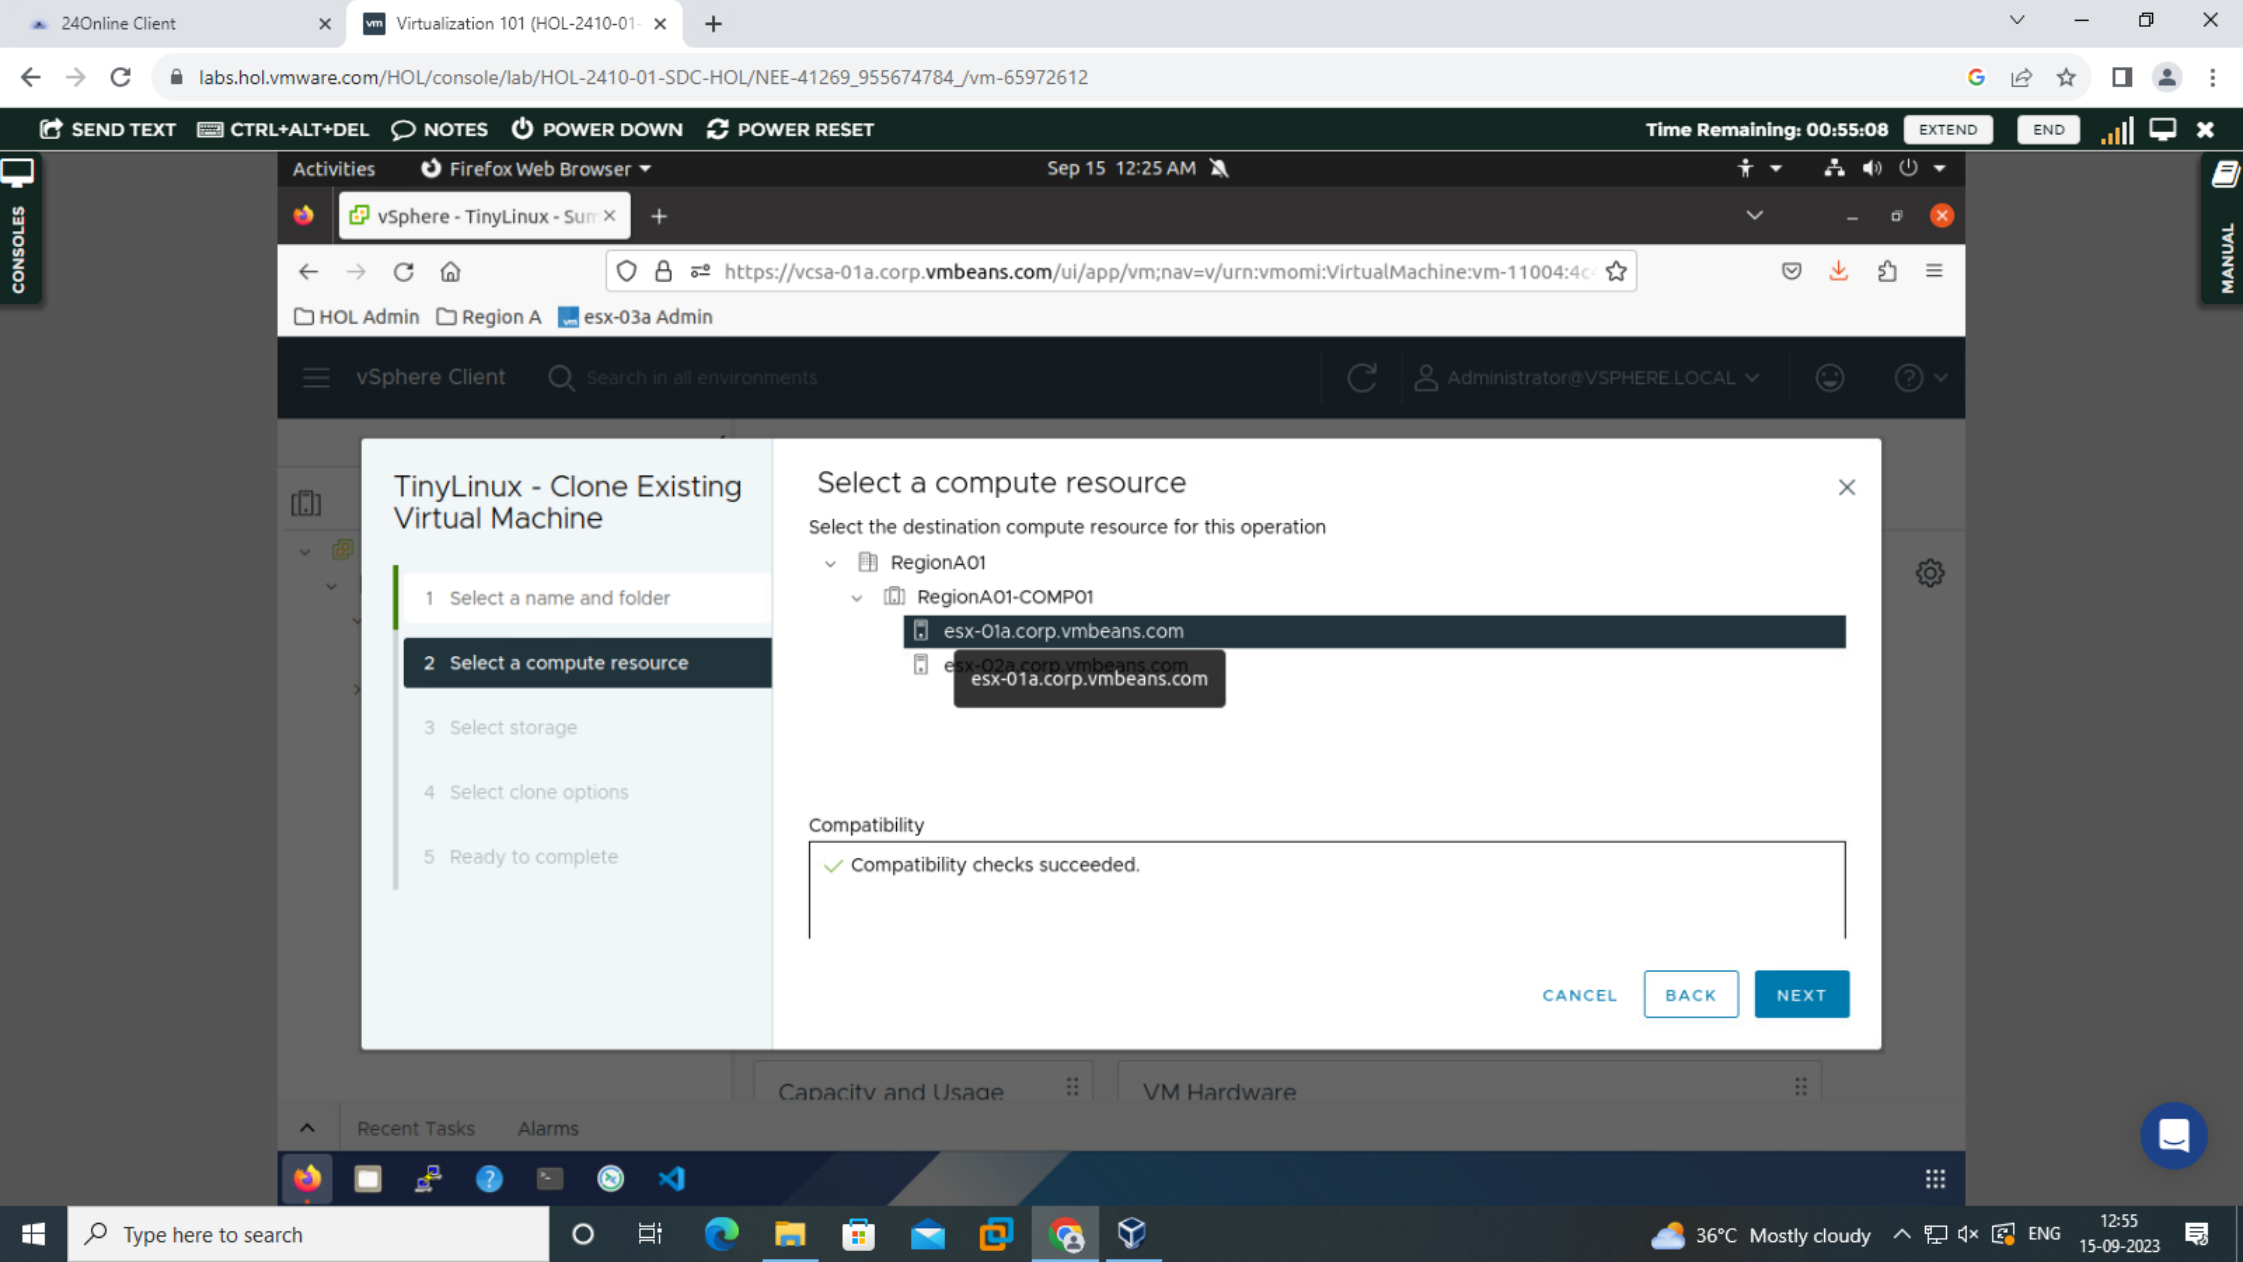 24Online Client
Virtualization 101 (HOL-2410-01-
labs.hol.vmware.com/HOL/console/lab/HOL-2410-01-SDC-HOL/NEE-41269_955674784_/vm-65972612
SEND TEXT CTRL+ALT+DEL NOTES POWER DOWN POWER RESET Time Remaining: 00:55:08 EXTEND END
CONSOLES
MANUAL
Activities Firefox Web Browser Sep 15 12:25 AM
vSphere - TinyLinux - Sum
https://vcsa-01a.corp.vmbeans.com/ui/app/vm;nav=v/urn:vmomi:VirtualMachine:vm-11004:4c
HOL Admin Region A vm esx-03a Admin
vSphere Client Search in all environments Administrator@VSPHERE.LOCAL
TinyLinux - Clone Existing
Virtual Machine
1 Select a name and folder
2 Select a compute resource
3 Select storage
4 Select clone options
5 Ready to complete
Select a compute resource
Select the destination compute resource for this operation
RegionA01
RegionA01-COMP01
esx-01a.corp.vmbeans.com
esx-02a.corp.vmbeans.com
esx-01a.corp.vmbeans.com
Compatibility
Compatibility checks succeeded.
CANCEL BACK NEXT
Capacity and Usage VM Hardware
Recent Tasks Alarms
Type here to search
36°C Mostly cloudy ENG 12:55
15-09-2023